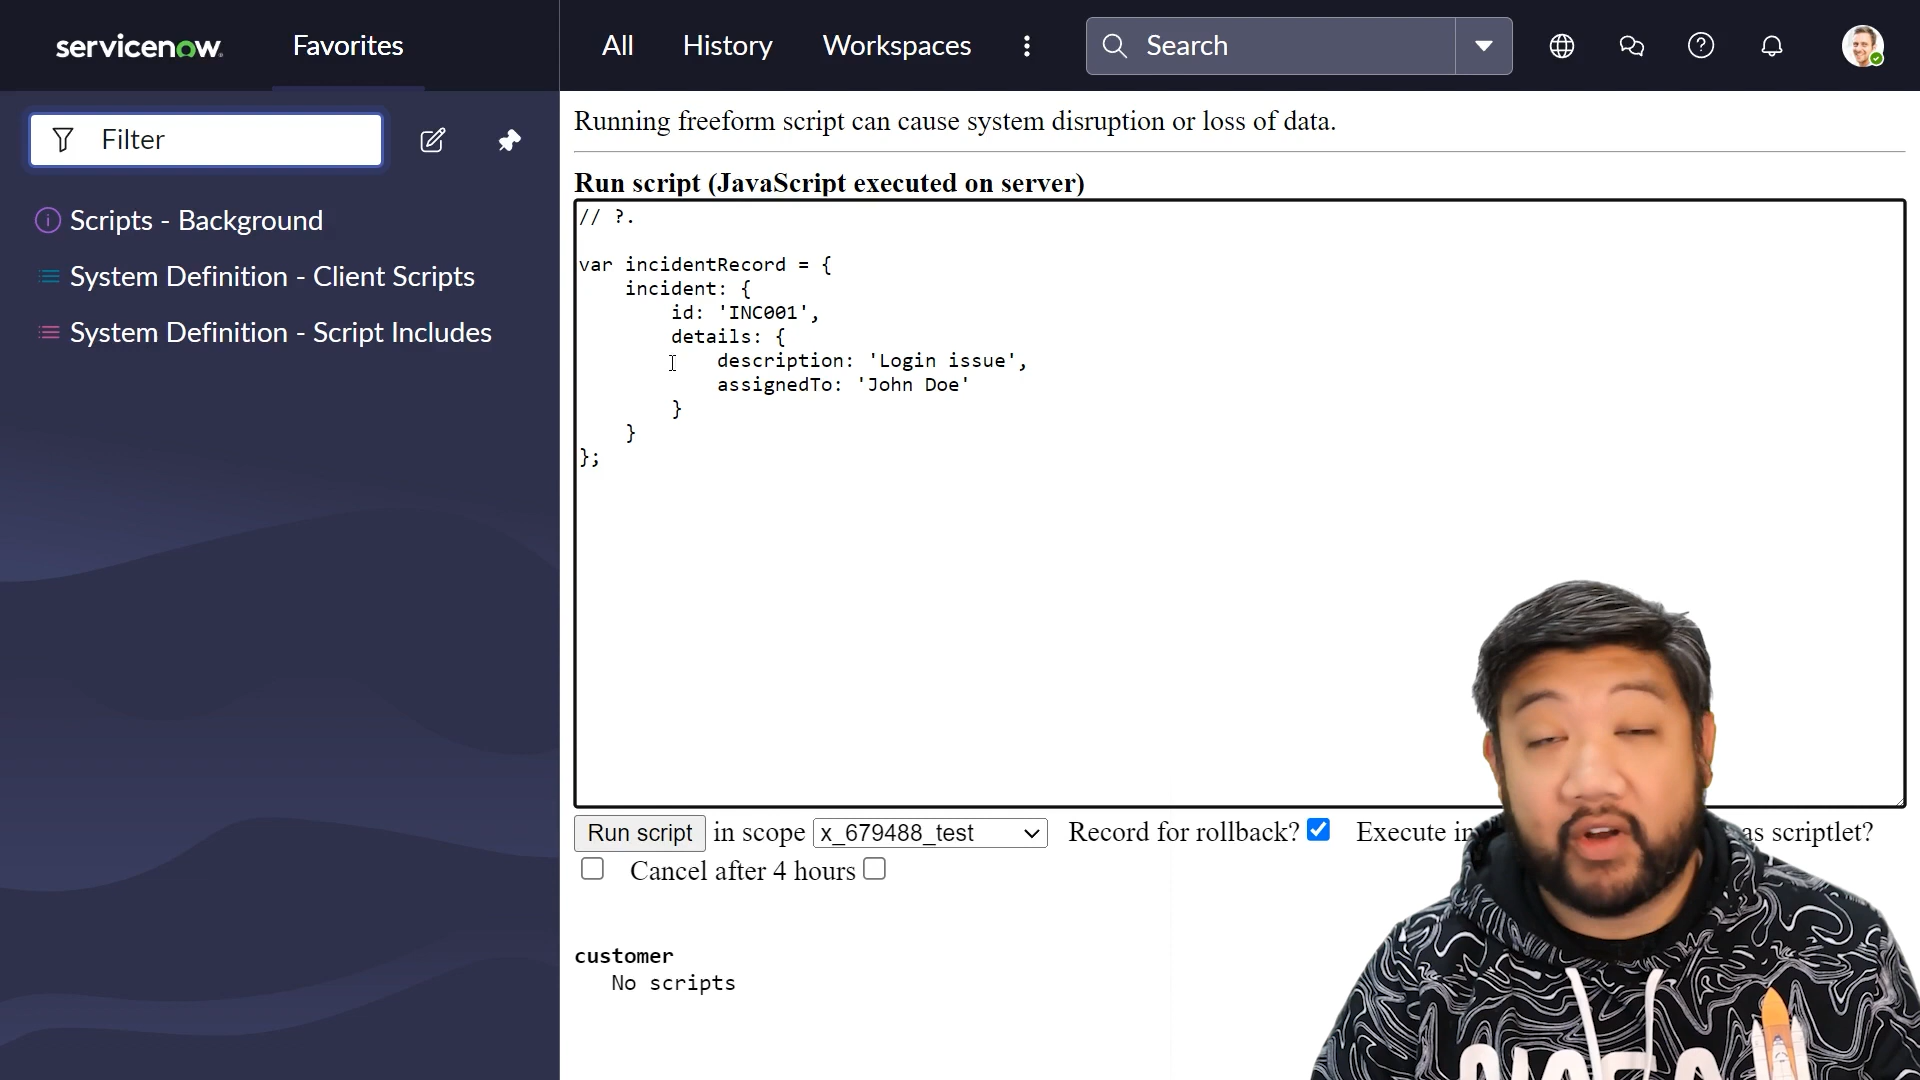 servicenow
Favorites
All
History
Workspaces
Search
Filter
Scripts - Background
System Definition - Client Scripts
System Definition - Script Includes
Running freeform script can cause system disruption or loss of data.
Run script (JavaScript executed on server)
// ?.
var incidentRecord = {
incident: {
id: 'INC001',
details: {
description: 'Login issue',
assignedTo: 'John Doe'
}
}
};
Run script in scope x_679488_test Record for rollback? Execute in as scriptlet?
Cancel after 4 hours
customer
No scripts